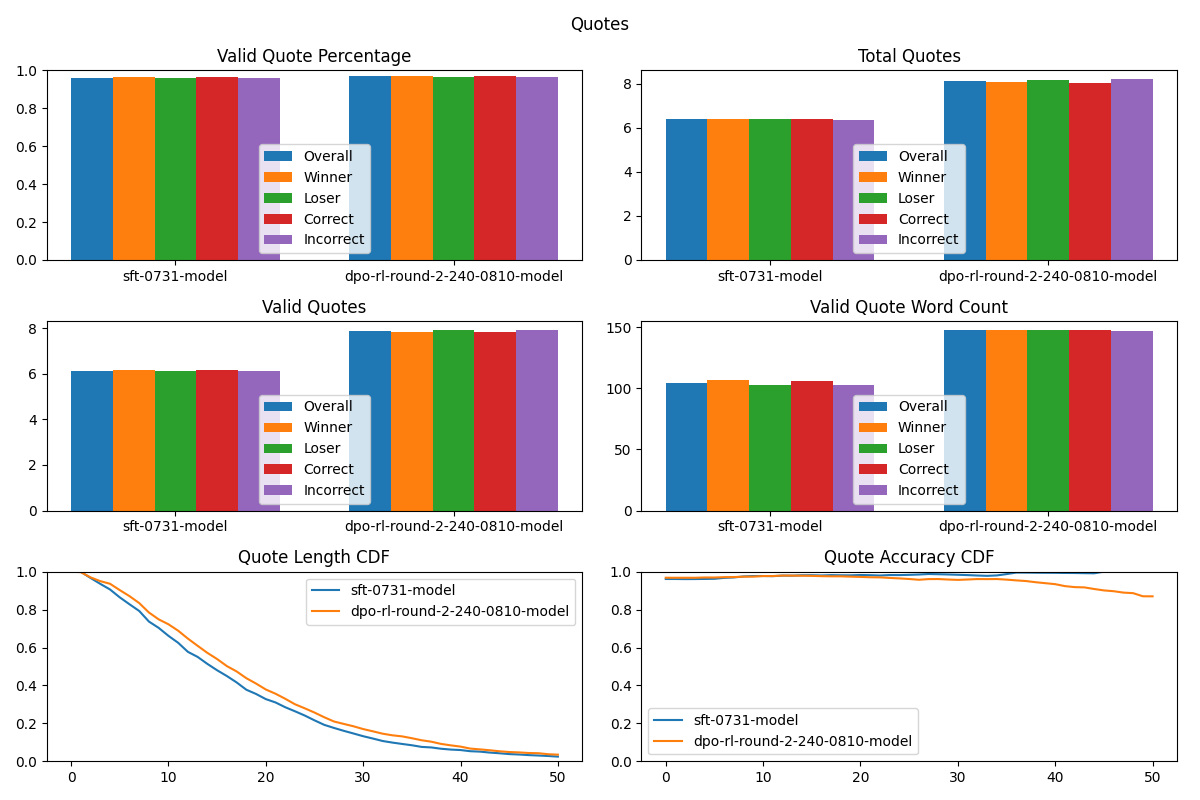 Quotes
Valid Quote Percentage
1.0
0.8
0.6
0.4
0.2
0.0
Overall
Winner
Loser
Correct
Incorrect
sft-0731-model
dpo-rl-round-2-240-0810-model
Total Quotes
8
6
4
2
0
Overall
Winner
Loser
Correct
Incorrect
sft-0731-model
dpo-rl-round-2-240-0810-model
Valid Quotes
8
6
4
2
0
Overall
Winner
Loser
Correct
Incorrect
sft-0731-model
dpo-rl-round-2-240-0810-model
Valid Quote Word Count
150
100
50
0
Overall
Winner
Loser
Correct
Incorrect
sft-0731-model
dpo-rl-round-2-240-0810-model
Quote Length CDF
1.0
0.8
0.6
0.4
0.2
0.0
sft-0731-model
dpo-rl-round-2-240-0810-model
0 10 20 30 40 50
Quote Accuracy CDF
1.0
0.8
0.6
0.4
0.2
0.0
sft-0731-model
dpo-rl-round-2-240-0810-model
0 10 20 30 40 50